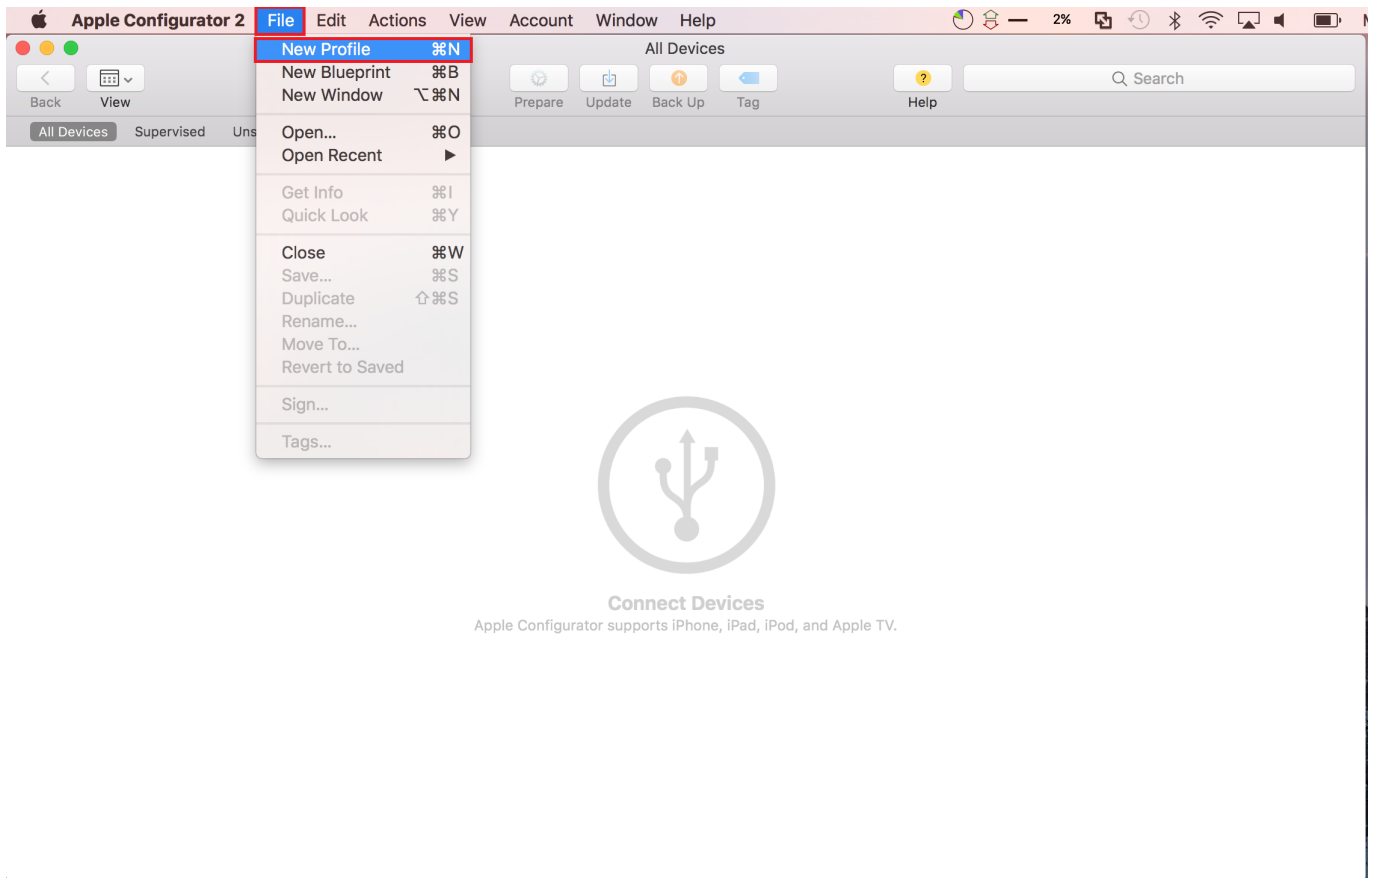 Apple Configurator 2 File Edit Actions View Account Window Help 2%
All Devices
New Profile ⌘N
New Blueprint ⌘B
New Window ⌥⌘N
Open... ⌘O
Open Recent ▶
Get Info ⌘I
Quick Look ⌘Y
Close ⌘W
Save... ⌘S
Duplicate ⇧⌘S
Rename...
Move To...
Revert to Saved
Sign...
Tags...
Back View Prepare Update Back Up Tag ? Help Search
All Devices Supervised Uns
Connect Devices
Apple Configurator supports iPhone, iPad, iPod, and Apple TV.